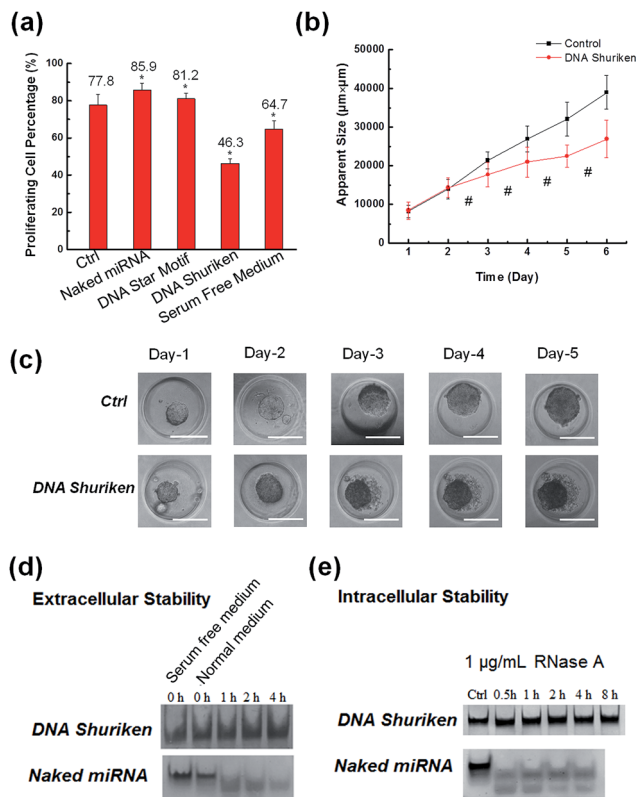 (a)
Proliferating Cell Percentage (%)
100
80
60
40
20
0
77.8
85.9
*
81.2
*
46.3
*
64.7
*
Ctrl
Naked miRNA
DNA Star Motif
DNA Shuriken
Serum Free Medium
(b)
Apparent Size (μm×μm)
50000
40000
30000
20000
10000
0
Control
DNA Shuriken
# # # #
1 2 3 4 5 6
Time (Day)
(c)
Day-1 Day-2 Day-3 Day-4 Day-5
Ctrl
DNA Shuriken
(d)
Extracellular Stability
Serum free medium
Normal medium
0 h 0 h 1 h 2 h 4 h
DNA Shuriken
Naked miRNA
(e)
Intracellular Stability
1 μg/mL RNase A
Ctrl 0.5h 1 h 2 h 4 h 8 h
DNA Shuriken
Naked miRNA